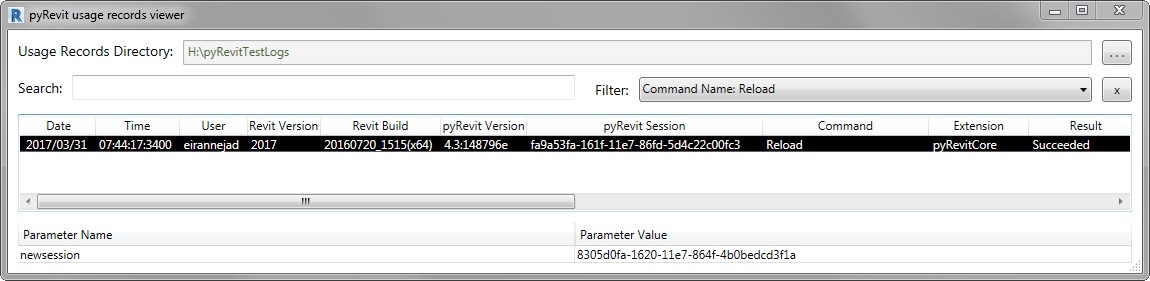 R pyRevit usage records viewer
Usage Records Directory: H:\pyRevitTestLogs ...
Search: Filter: Command Name: Reload x
Date Time User Revit Version Revit Build pyRevit Version pyRevit Session Command Extension Result
2017/03/31 07:44:17:3400 eirannejad 2017 20160720_1515(x64) 4.3:148796e fa9a53fa-161f-11e7-86fd-5d4c22c00fc3 Reload pyRevitCore Succeeded
Parameter Name Parameter Value
newsession 8305d0fa-1620-11e7-864f-4b0bedcd3f1a